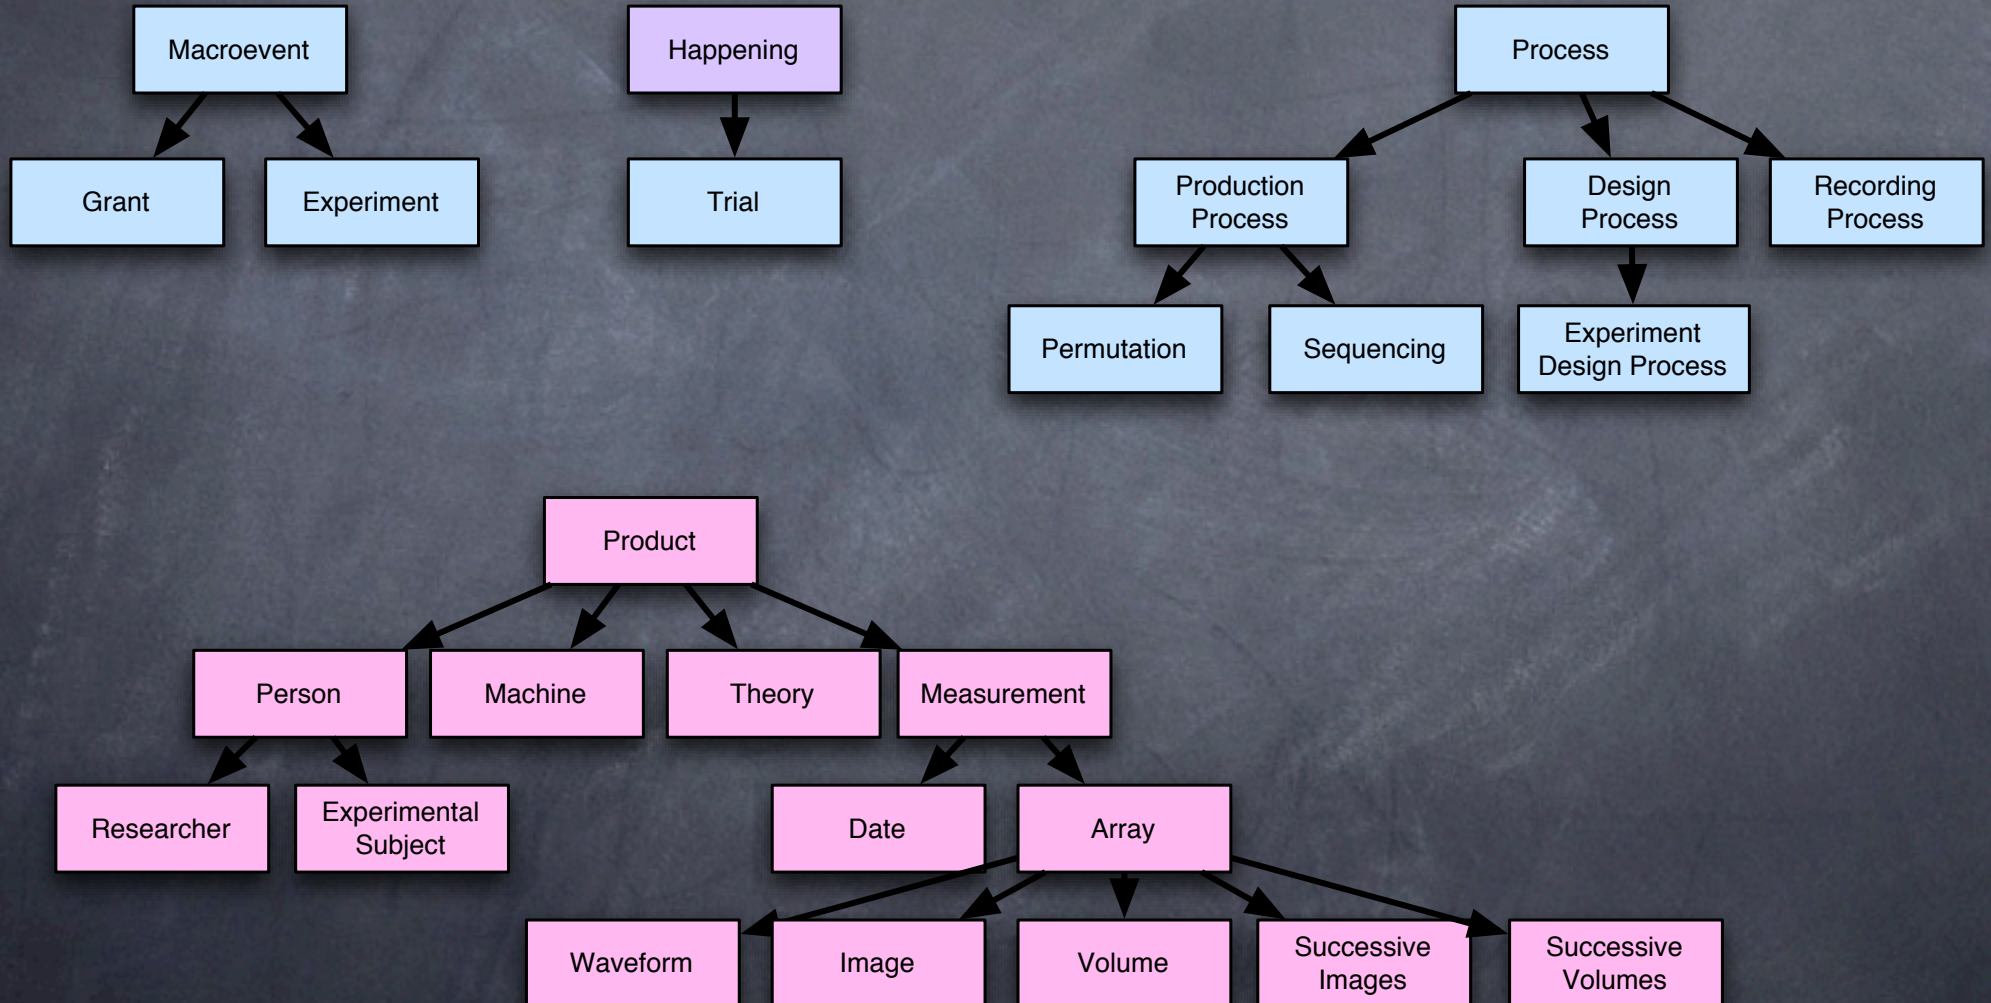 Macroevent
Happening
Process
Grant
Experiment
Trial
Production
Process
Design
Process
Recording
Process
Permutation
Sequencing
Experiment
Design Process
Product
Person
Machine
Theory
Measurement
Researcher
Experimental
Subject
Date
Array
Waveform
Image
Volume
Successive
Images
Successive
Volumes